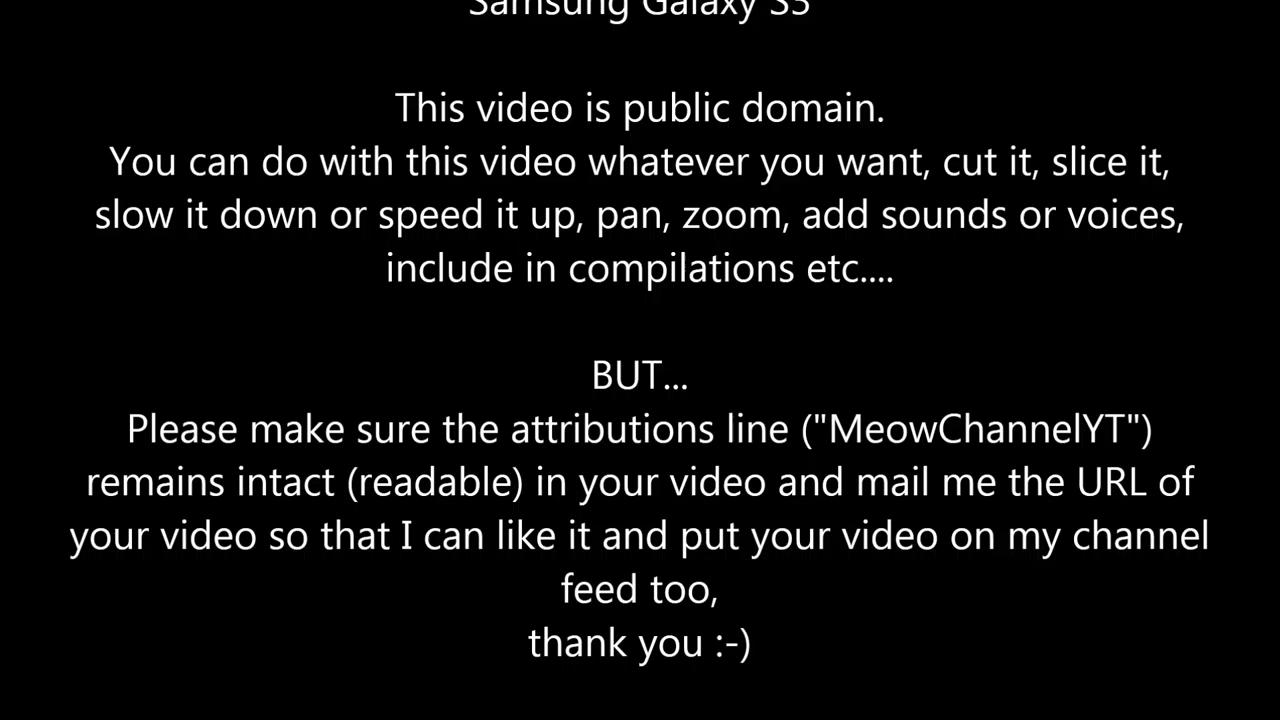 Samsung Galaxy
This video is public domain.
You can do with this video whatever you want, cut it, slice it,
slow it down or speed it up, pan, zoom, add sounds or voices,
include in compilations etc....
BUT...
Please make sure the attributions line ("MeowChannelYT")
remains intact (readable) in your video and mail me the URL of
your video so that I can like it and put your video on my channel
feed too,
thank you :-)